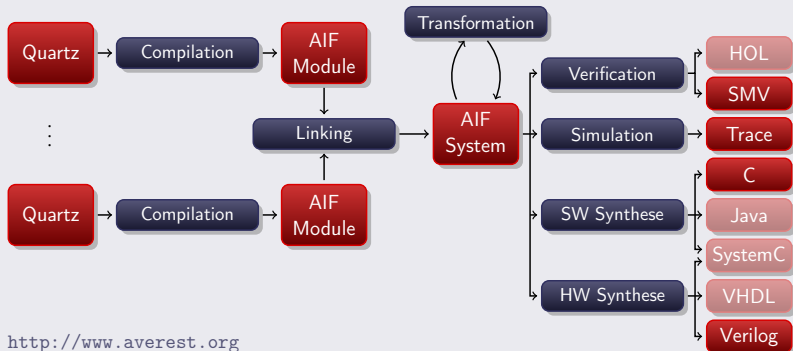 Transformation
Quartz
Compilation
AIF
Module
HOL
Verification
SMV
Linking
AIF
System
Simulation
Trace
C
Quartz
Compilation
AIF
Module
SW Synthese
Java
SystemC
HW Synthese
VHDL
Verilog
http://www.averest.org